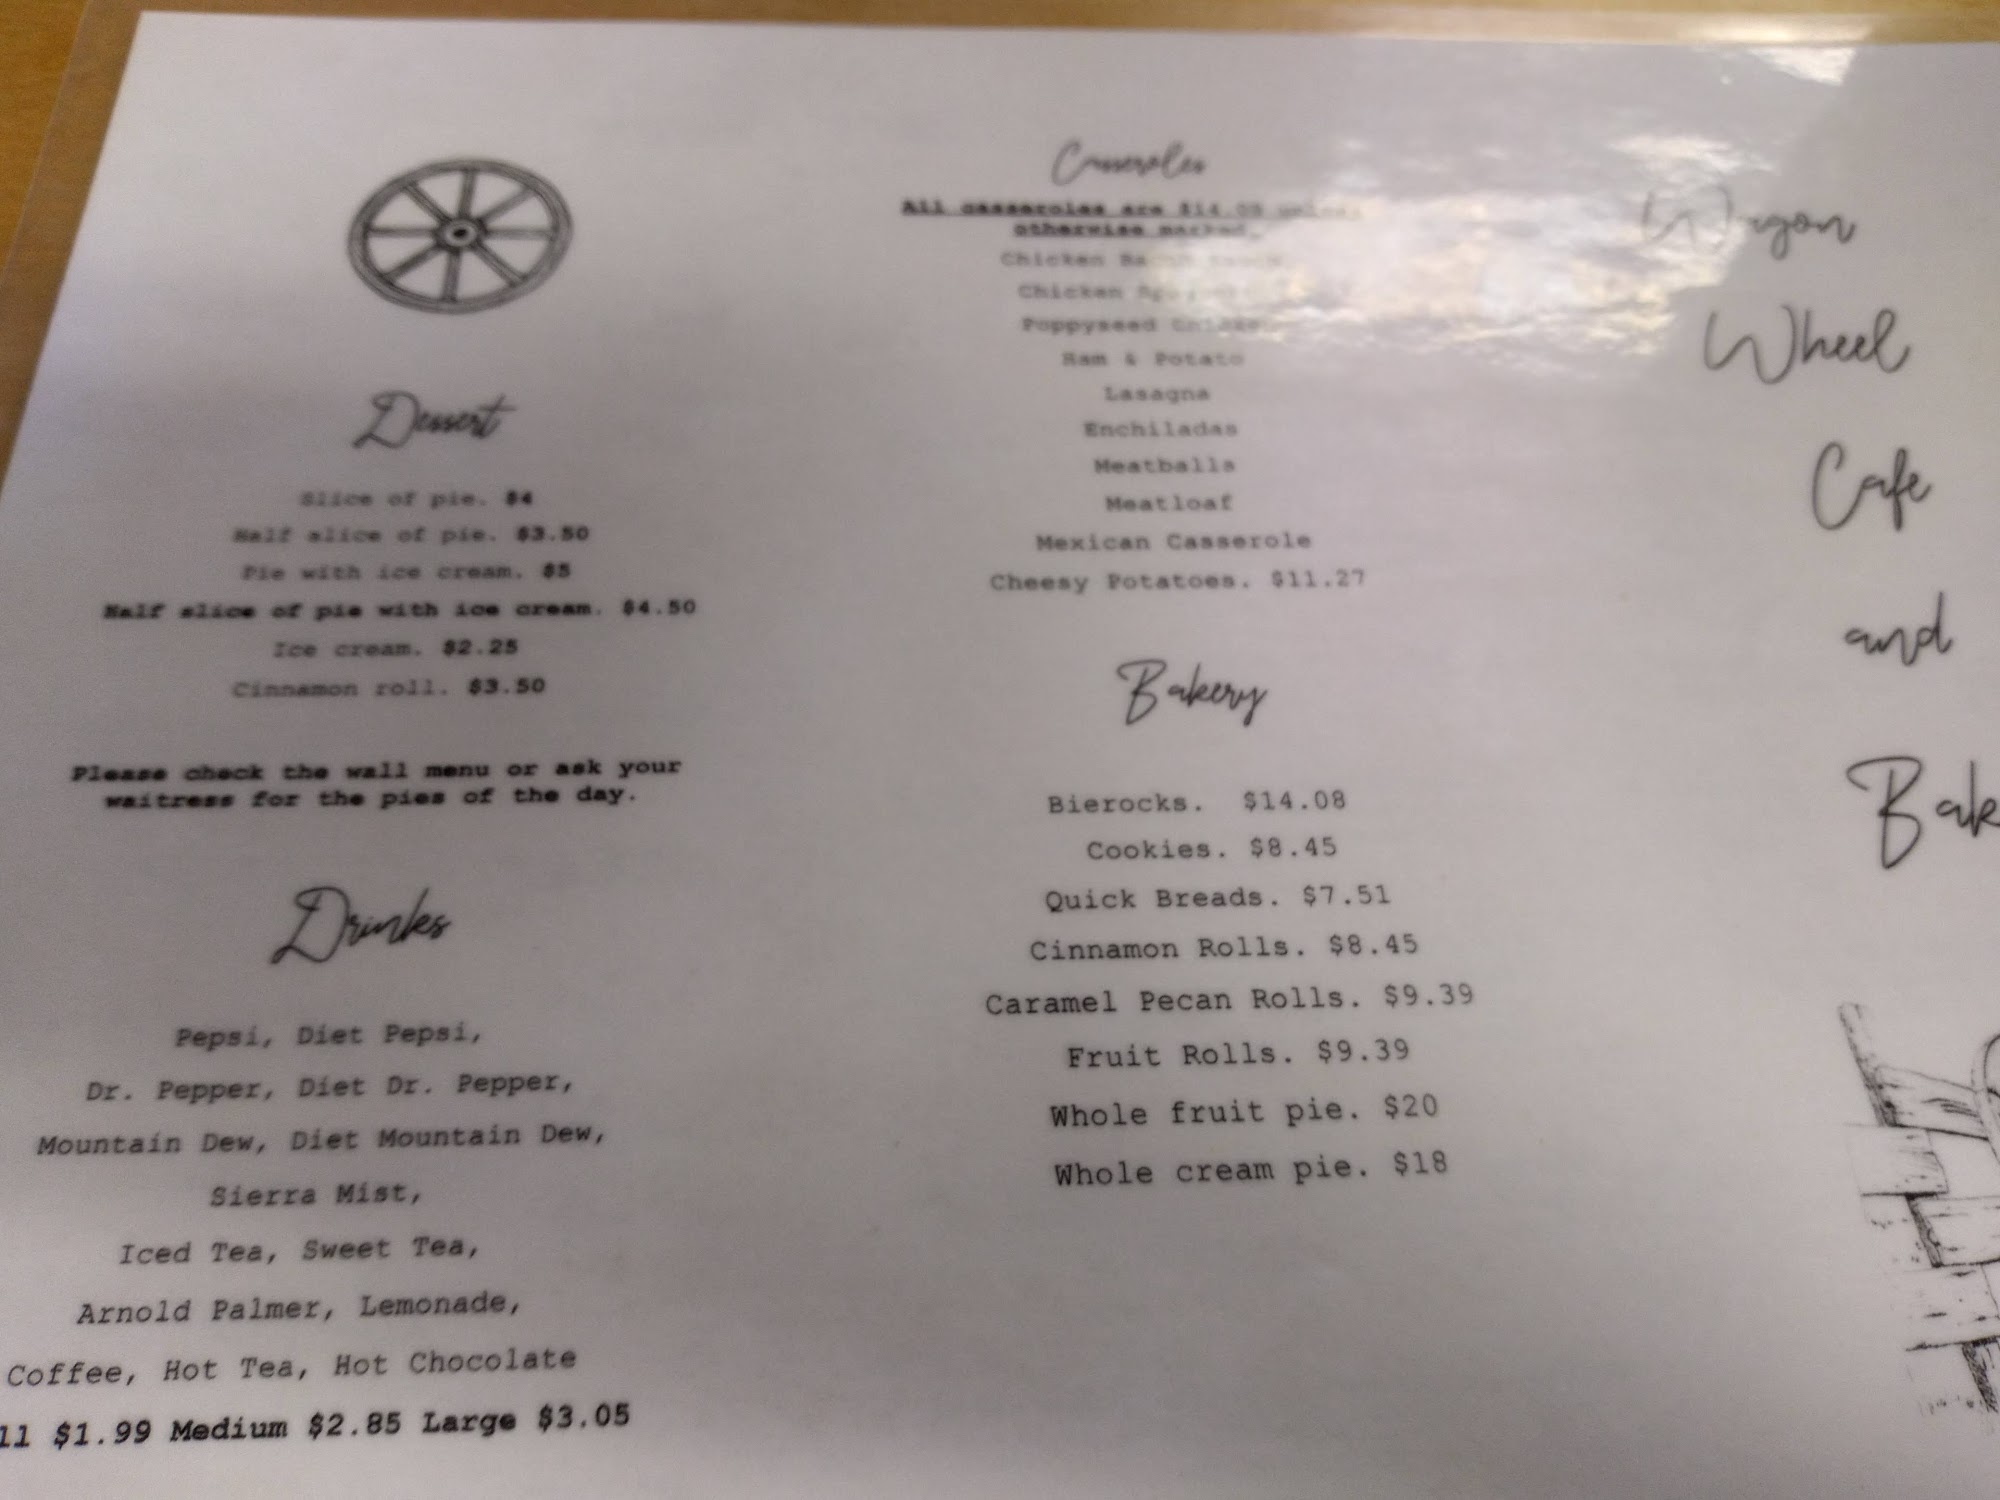 Dessert
Slice of pie. $4
Half slice of pie. $3.50
Pie with ice cream. $5
Half slice of pie with ice cream. $4.50
Ice cream. $2.25
Cinnamon roll. $3.50
Please check the wall menu or ask your
waitress for the pies of the day.
Drinks
Pepsi, Diet Pepsi,
Dr. Pepper, Diet Dr. Pepper,
Mountain Dew, Diet Mountain Dew,
Sierra Mist,
Iced Tea, Sweet Tea,
Arnold Palmer, Lemonade,
Coffee, Hot Tea, Hot Chocolate
ll $1.99 Medium $2.85 Large $3.05
Casseroles
All casseroles are $14.08 unless
otherwise marked.
Chicken
Chicken
Poppyseed Chicken
Ham & Potato
Lasagna
Enchiladas
Meatballs
Meatloaf
Mexican Casserole
Cheesy Potatoes. $11.27
Bakery
Bierocks. $14.08
Cookies. $8.45
Quick Breads. $7.51
Cinnamon Rolls. $8.45
Caramel Pecan Rolls. $9.39
Fruit Rolls. $9.39
Whole fruit pie. $20
Whole cream pie. $18
Wagon
Wheel
Cafe
and
Bak